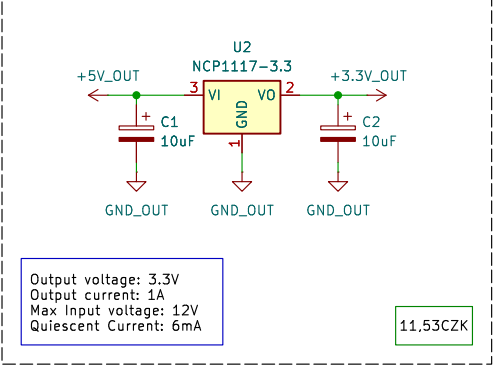 U2
NCP1117-3.3
+5V_OUT
+3.3V_OUT
3
VI
VO
2
GND
1
+
C1
10uF
+
C2
10uF
GND_OUT
GND_OUT
GND_OUT
Output voltage: 3.3V
Output current: 1A
Max Input voltage: 12V
Quiescent Current: 6mA
11,53CZK